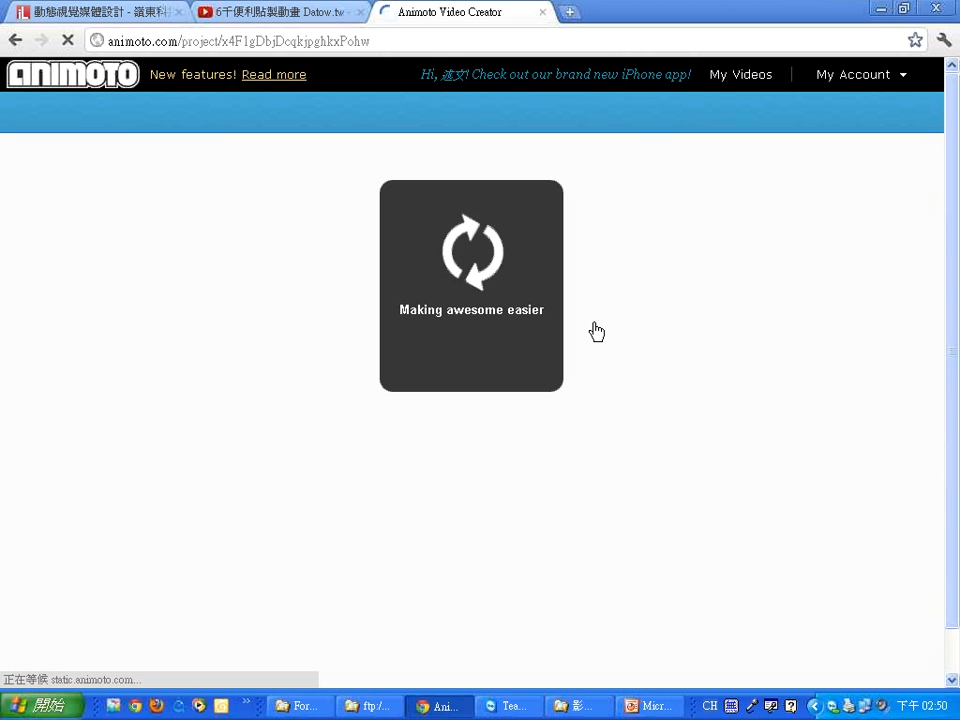 動態視覺媒體設計 - 嶺東科
6千便利貼製動畫 Datow.tw -
Animoto Video Creator
animoto.com/project/x4F1gDbjDcqkjpghkxPohw
ANIMOTO
New features! Read more
Hi, 逑文! Check out our brand new iPhone app!
My Videos
My Account
Making awesome easier
正在等候 static.animoto.com...
開始
For...
ftp:/...
Ani...
Tea...
影...
Micr...
CH
下午 02:50